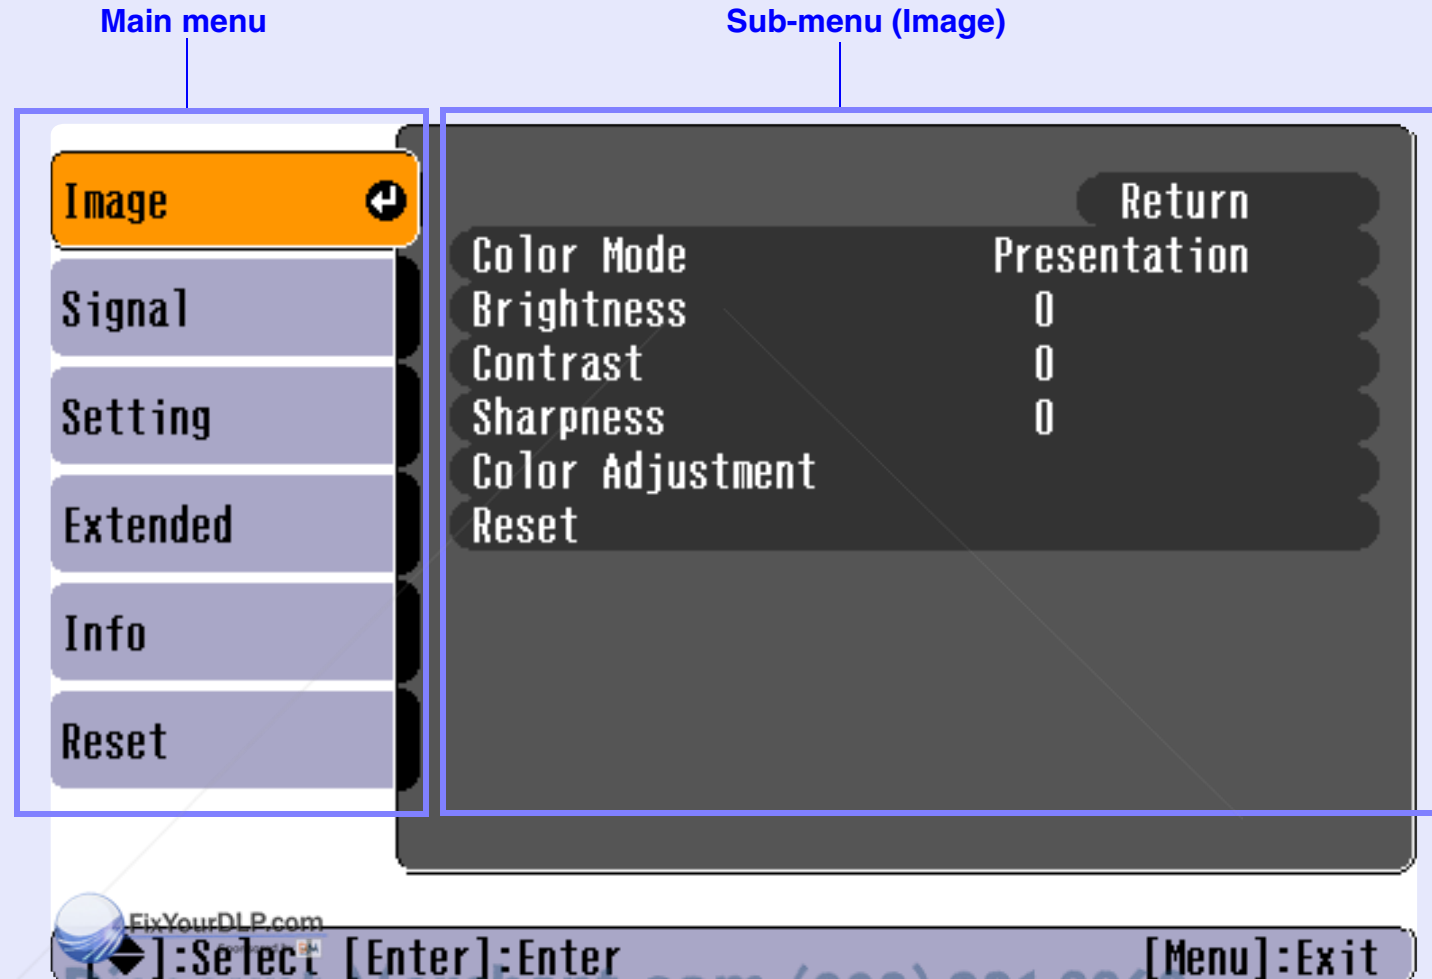 Main menu
Sub-menu (Image)
Image
Signal
Setting
Extended
Info
Reset
Return
Color Mode Presentation
Brightness 0
Contrast 0
Sharpness 0
Color Adjustment
Reset
FixYourDLP.com
]:Select [Enter]:Enter [Menu]:Exit